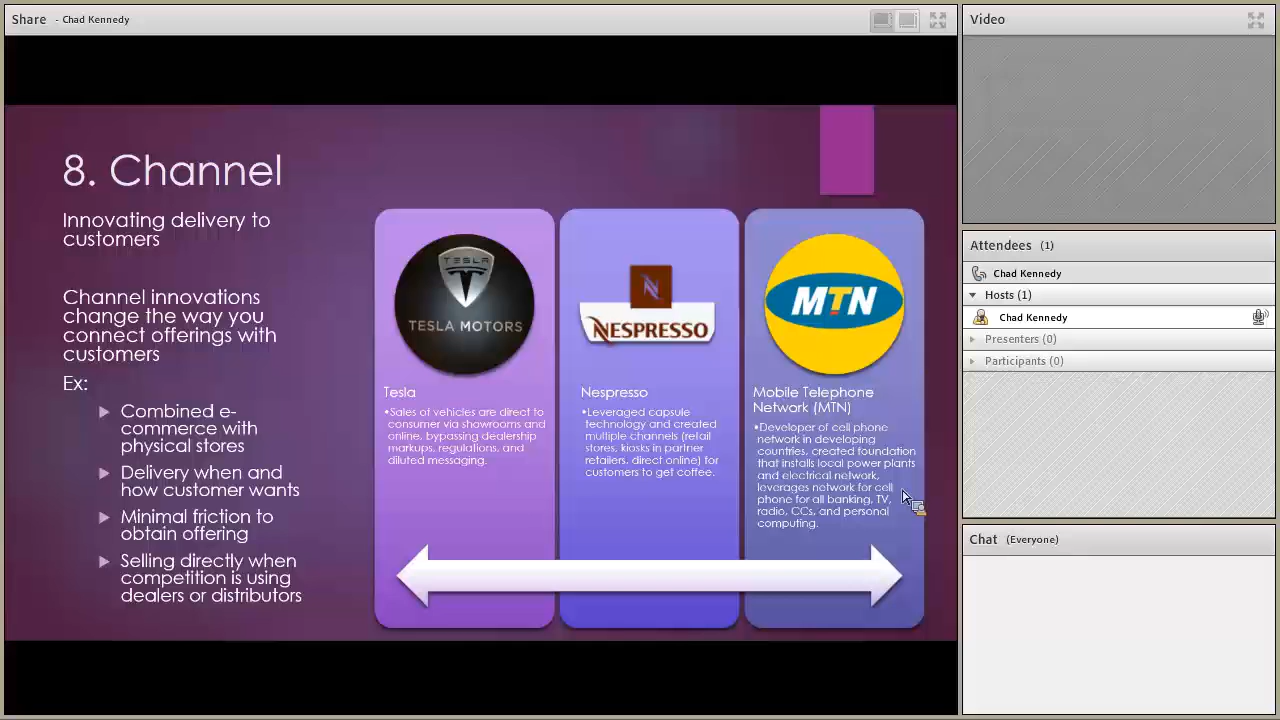 Share - Chad Kennedy
8. Channel
Innovating delivery to
customers
Channel innovations
change the way you
connect offerings with
customers
Ex:
Combined e-
commerce with
physical stores
Delivery when and
how customer wants
Minimal friction to
obtain offering
Selling directly when
competition is using
dealers or distributors
TESLA
TESLA MOTORS
Tesla
•Sales of vehicles are direct to
consumer via showrooms and
online, bypassing dealership
markups, regulations, and
diluted messaging.
N
NESPRESSO
Nespresso
•Leveraged capsule
technology and created
multiple channels (retail
stores, kiosks in partner
retailers, direct online) for
customers to get coffee.
MTN
Mobile Telephone
Network (MTN)
•Developer of cell phone
network in developing
countries, created foundation
that installs local power plants
and electrical network,
leverages network for cell
phone for all banking, TV,
radio, CCs, and personal
computing.
Video
Attendees (1)
Chad Kennedy
Hosts (1)
Chad Kennedy
Presenters (0)
Participants (0)
Chat (Everyone)